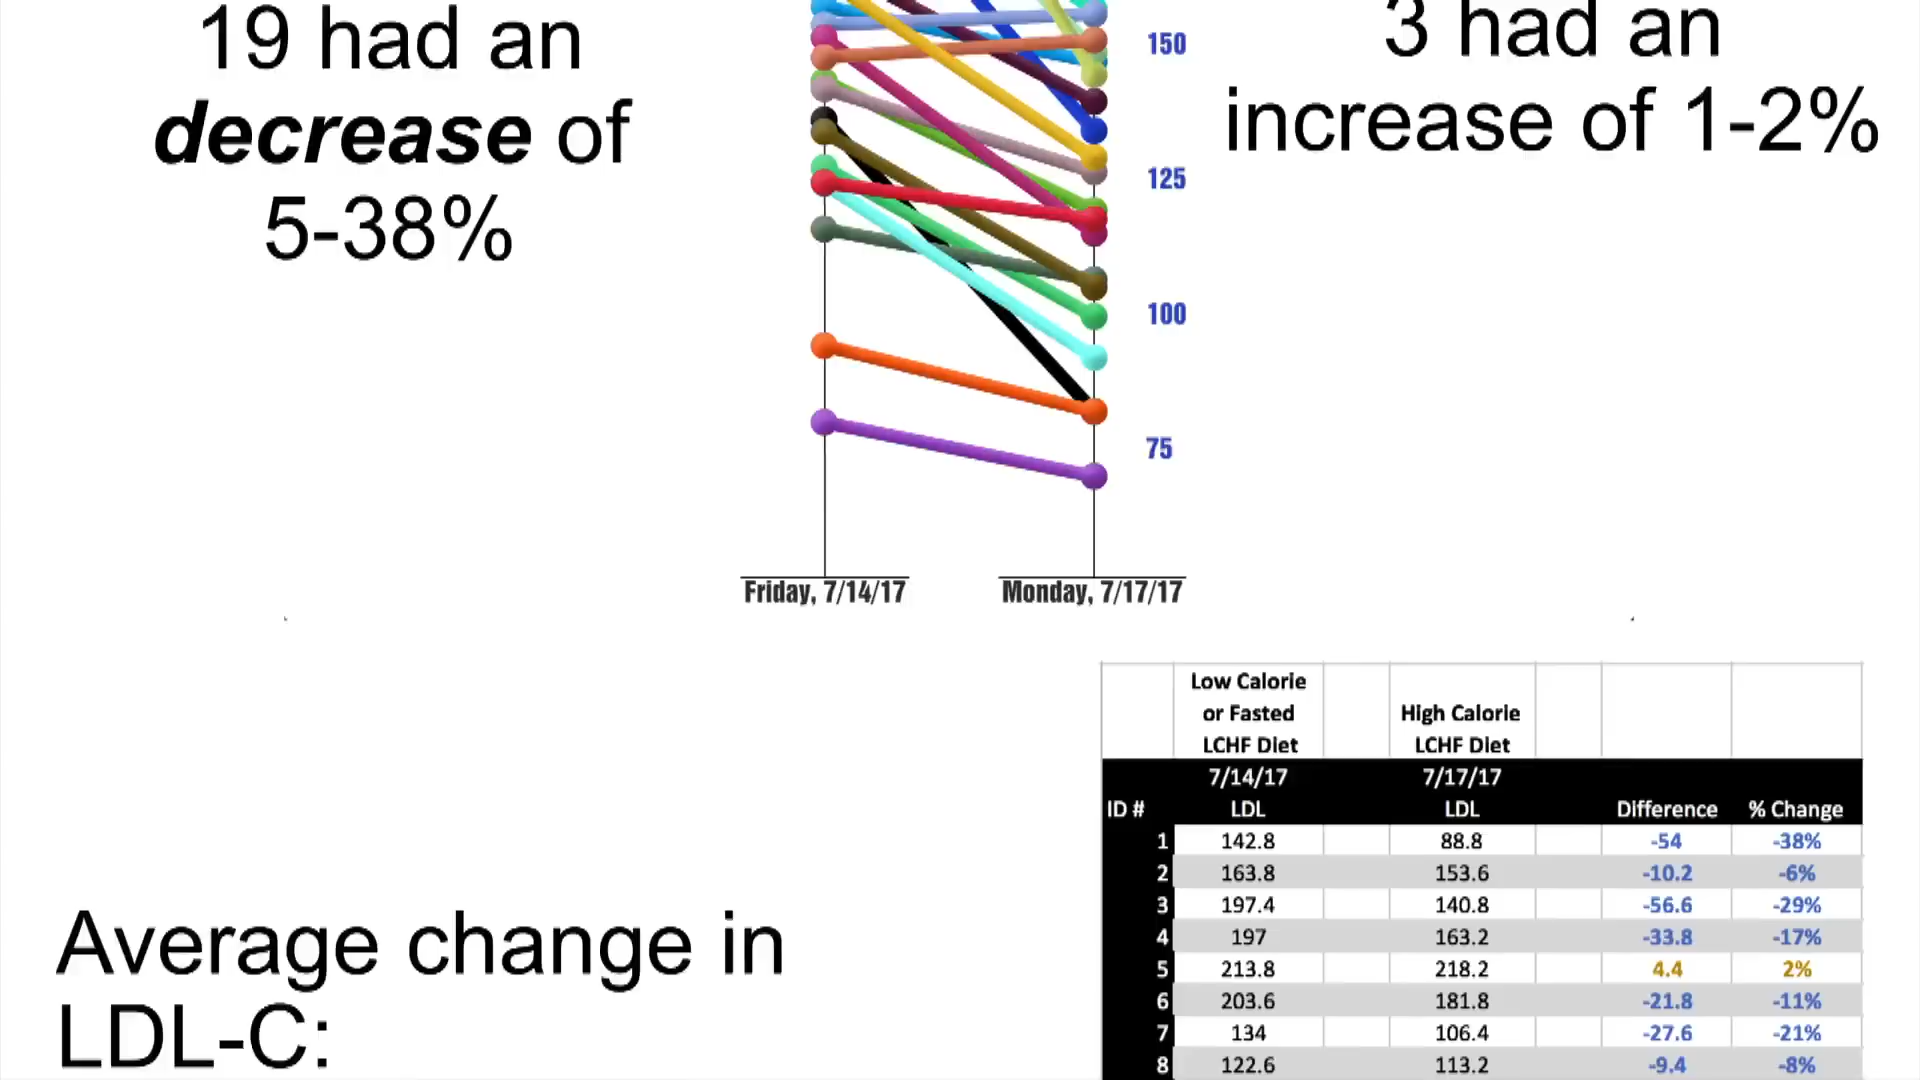 19 had an
decrease of
5-38%
150
125
100
75
Friday, 7/14/17
Monday, 7/17/17
3 had an
increase of 1-2%
Average change in
LDL-C:
Low Calorie
or Fasted
LCHF Diet
High Calorie
LCHF Diet
7/14/17 7/17/17
ID # LDL LDL Difference % Change
1 142.8 88.8 -54 -38%
2 163.8 153.6 -10.2 -6%
3 197.4 140.8 -56.6 -29%
4 197 163.2 -33.8 -17%
5 213.8 218.2 4.4 2%
6 203.6 181.8 -21.8 -11%
7 134 106.4 -27.6 -21%
8 122.6 113.2 -9.4 -8%